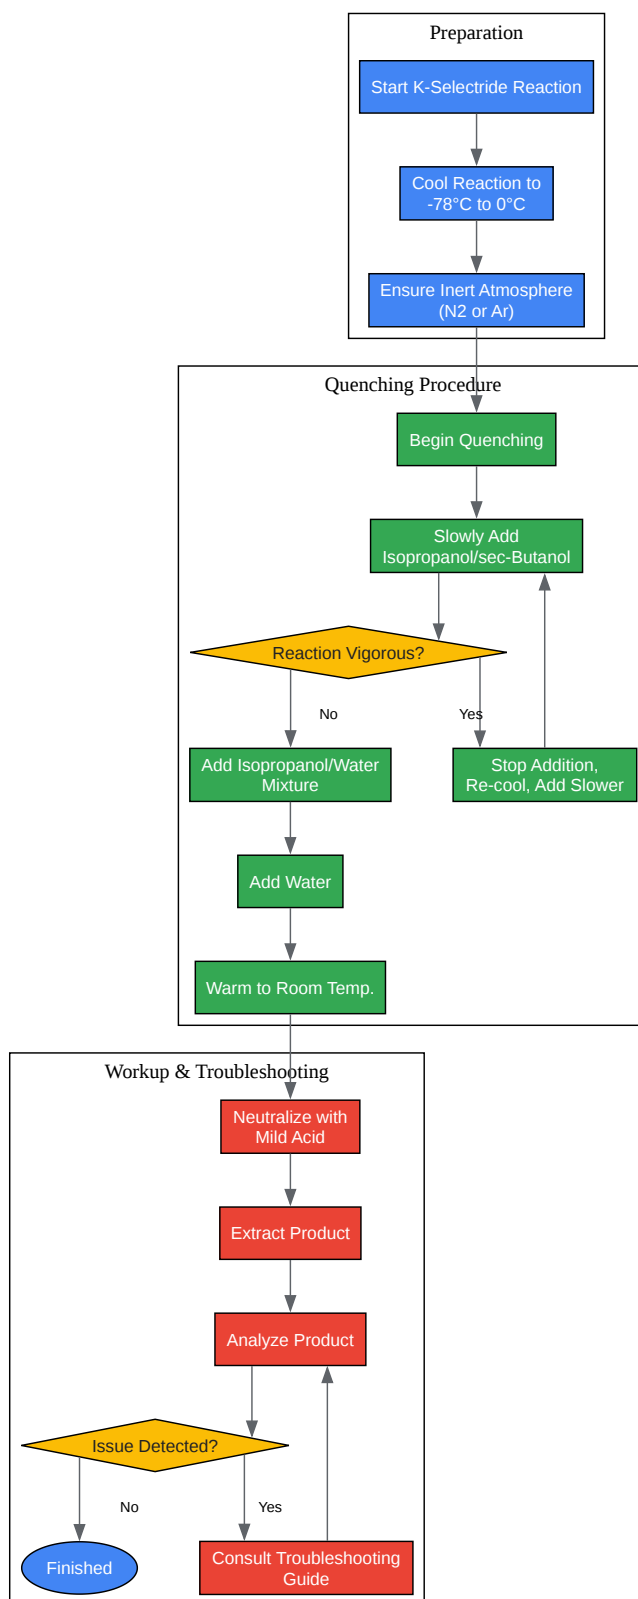 Preparation
Start K-Selectride Reaction
Cool Reaction to
-78°C to 0°C
Ensure Inert Atmosphere
(N2 or Ar)
Quenching Procedure
Begin Quenching
Slowly Add
Isopropanol/sec-Butanol
Reaction Vigorous?
No
Yes
Add Isopropanol/Water
Mixture
Stop Addition,
Re-cool, Add Slower
Add Water
Warm to Room Temp.
Workup & Troubleshooting
Neutralize with
Mild Acid
Extract Product
Analyze Product
Issue Detected?
No
Yes
Finished
Consult Troubleshooting
Guide